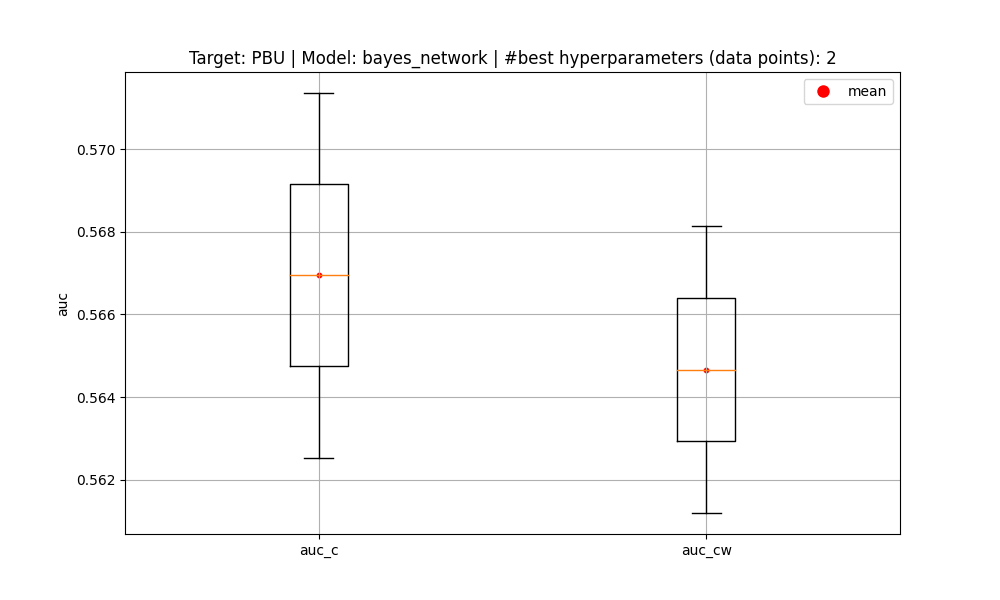 Target: PBU | Model: bayes_network | #best hyperparameters (data points): 2
mean
0.570
0.568
0.566
0.564
0.562
auc
auc_c
auc_cw